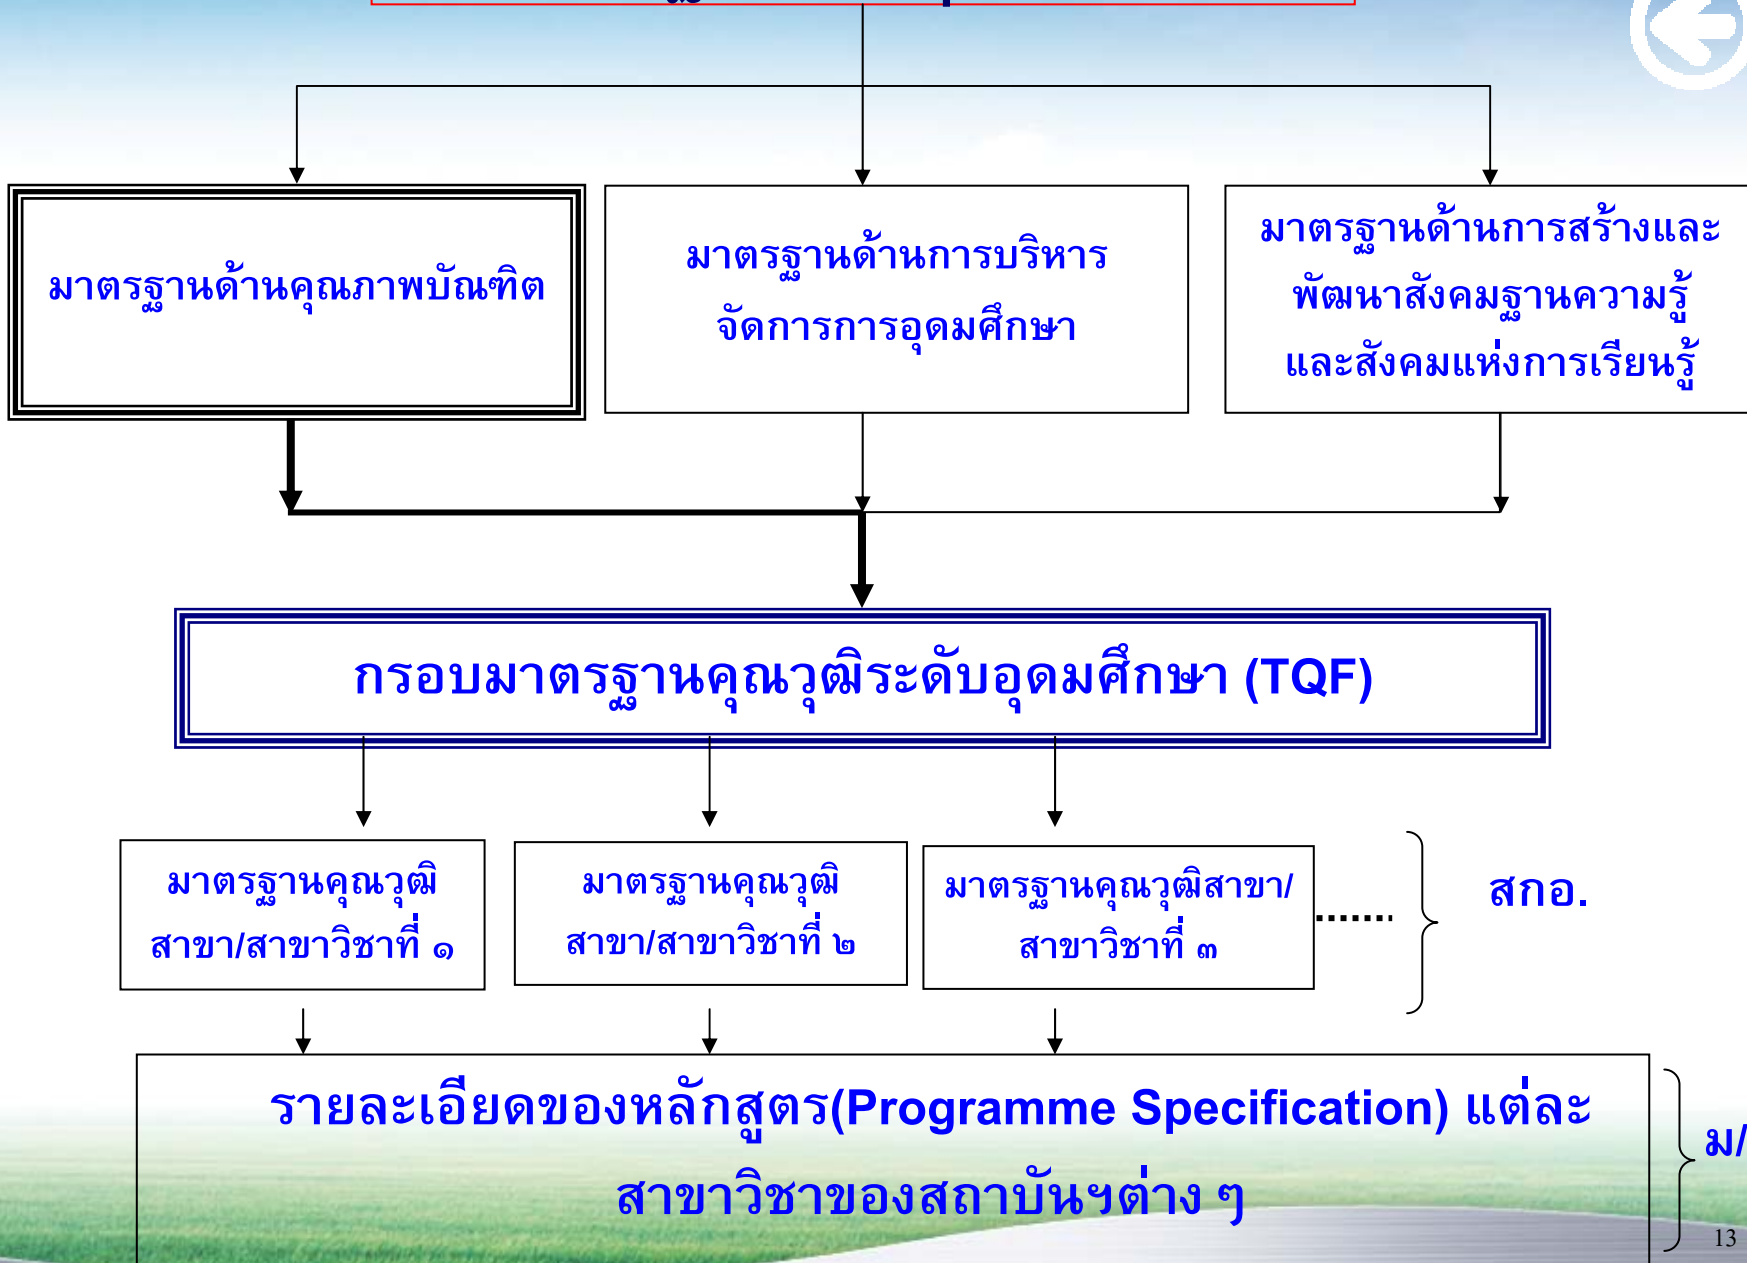 มาตรฐานด้านคุณภาพบัณฑิต
มาตรฐานด้านการบริหาร
จัดการการอุดมศึกษา
มาตรฐานด้านการสร้างและ
พัฒนาสังคมฐานความรู้
และสังคมแห่งการเรียนรู้
กรอบมาตรฐานคุณวุฒิระดับอุดมศึกษา (TQF)
มาตรฐานคุณวุฒิ
สาขา/สาขาวิชาที่ ๑
มาตรฐานคุณวุฒิ
สาขา/สาขาวิชาที่ ๒
มาตรฐานคุณวุฒิสาขา/
สาขาวิชาที่ ๓
.......
สกอ.
รายละเอียดของหลักสูตร(Programme Specification) แต่ละ
สาขาวิชาของสถาบันฯต่าง ๆ
ม/
13